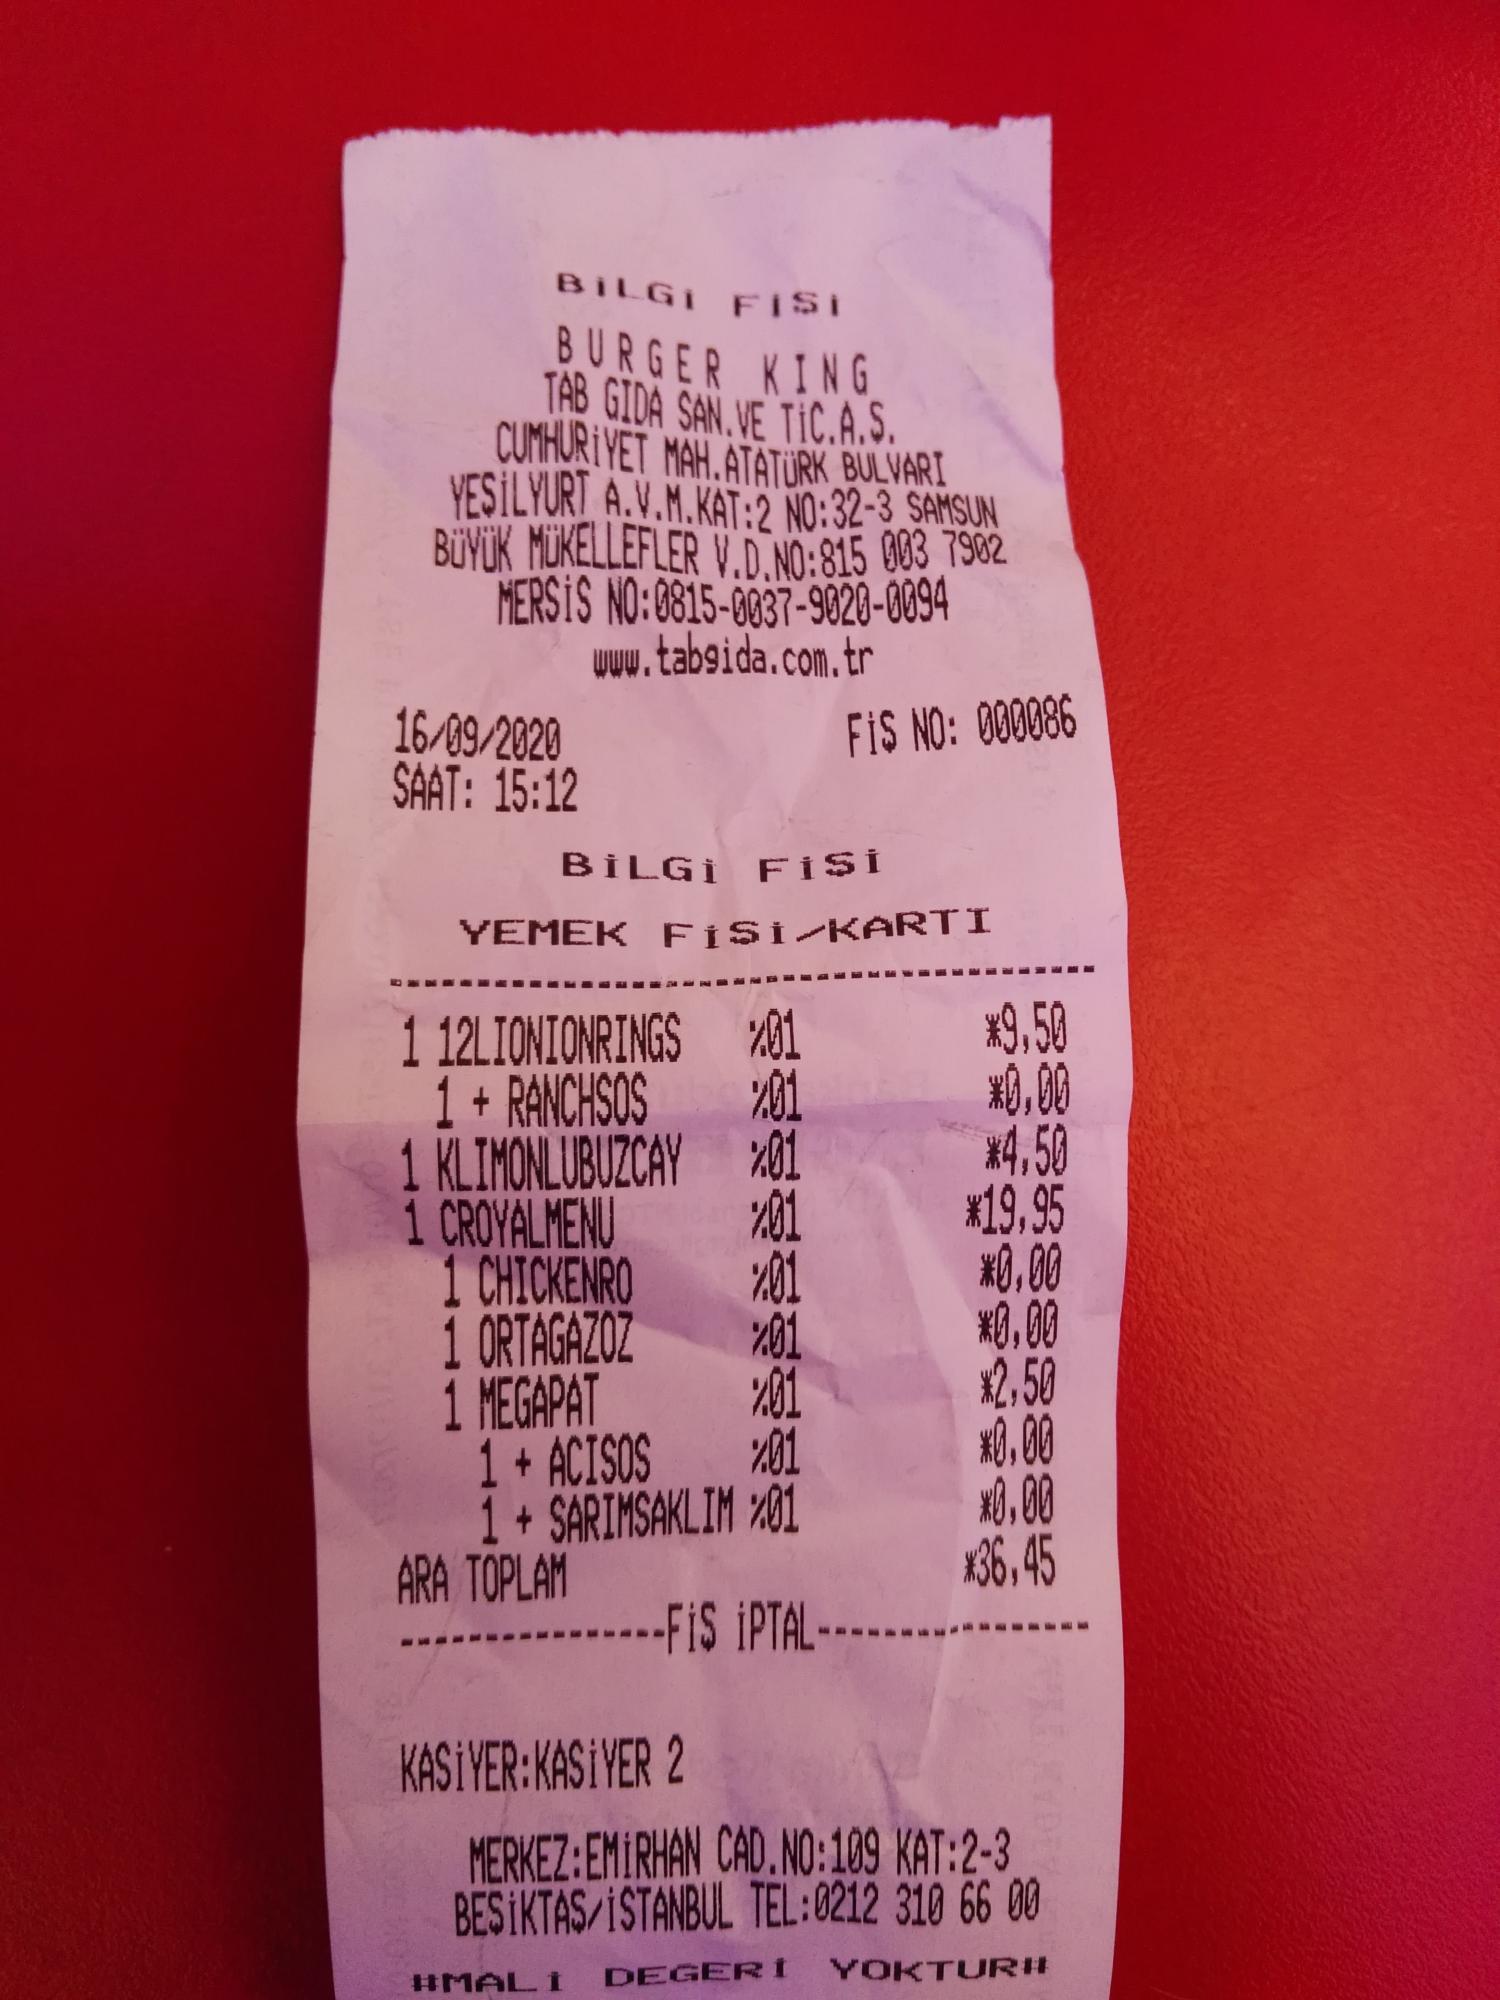 BİLGİ FİŞİ
BURGER KING
TAB GIDA SAN.VE TİC.A.Ş.
CUMHURİYET MAH.ATATÜRK BULVARI
YEŞİLYURT A.V.M.KAT:2 NO:32-3 SAMSUN
BÜYÜK MÜKELLEFLER V.D.NO:815 003 7902
MERSİS NO:0815-0037-9020-0094
www.tabgida.com.tr
16/09/2020 FİŞ NO: 000086
SAAT: 15:12
BİLGİ FİŞİ
YEMEK FİŞİ/KARTI
1 12LIONIONRINGS %01 *9,50
1 + RANCHSOS %01 *0,00
1 KLIMONLUBUZCAY %01 *4,50
1 CROYALMENU %01 *19,95
1 CHICKENRO %01 *0,00
1 ORTAGAZOZ %01 *0,00
1 MEGAPAT %01 *2,50
1 + ACISOS %01 *0,00
1 + SARIMSAKLIM %01 *0,00
ARA TOPLAM *36,45
----------------FİŞ İPTAL----------------
KASİYER:KASİYER 2
MERKEZ:EMİRHAN CAD.NO:109 KAT:2-3
BEŞİKTAŞ/İSTANBUL TEL:0212 310 66 00
#MALİ DEGERİ YOKTUR#